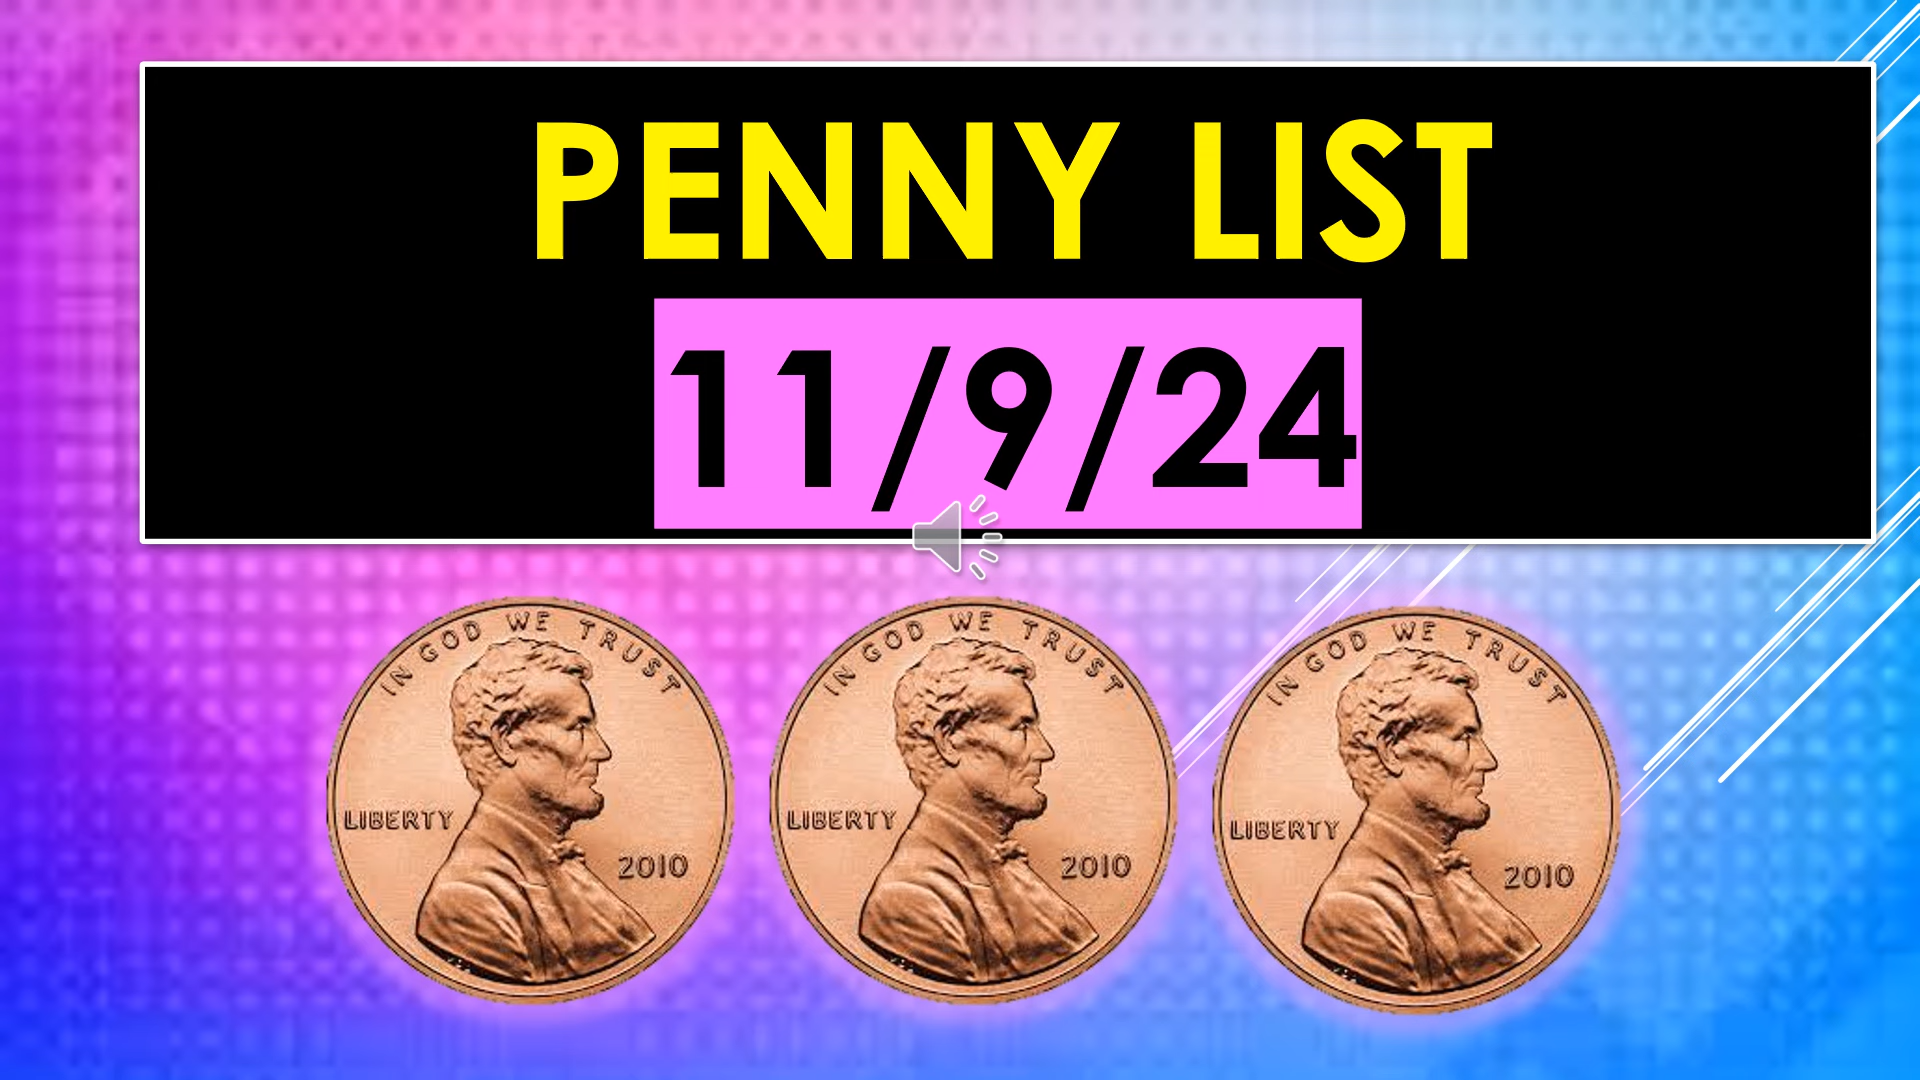 PENNY LIST
11/9/24
IN GOD WE TRUST
LIBERTY
2010
IN GOD WE TRUST
LIBERTY
2010
IN GOD WE TRUST
LIBERTY
2010